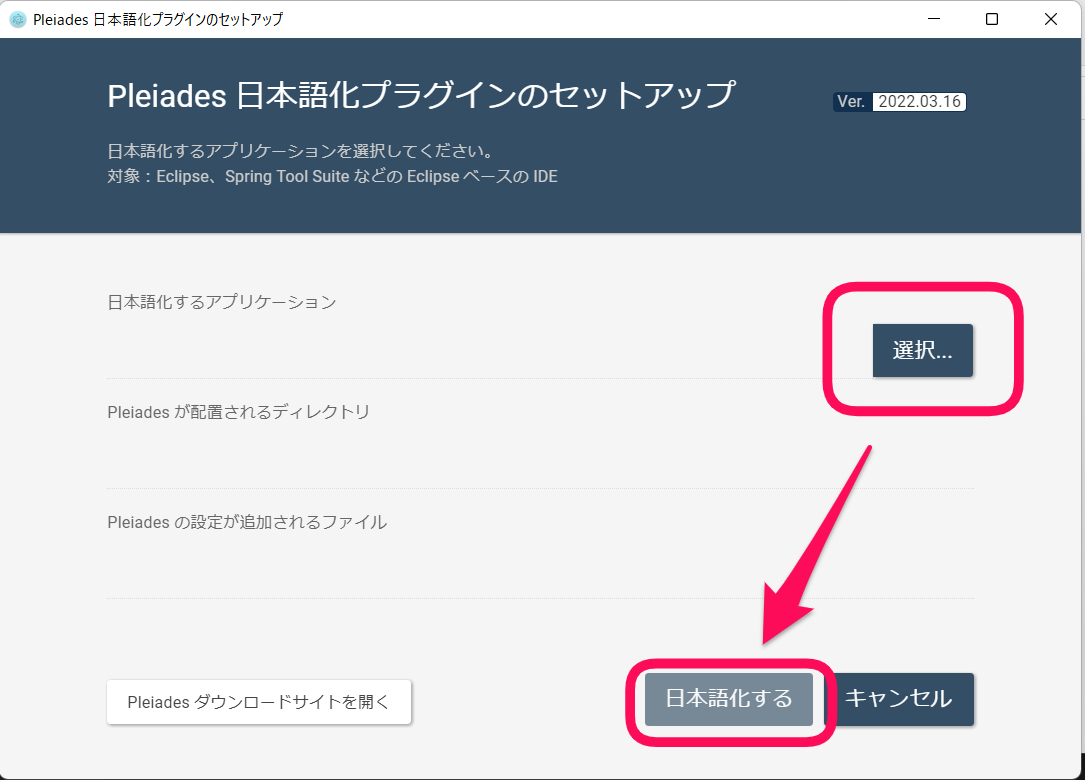 Pleiades 日本語化プラグインのセットアップ
Pleiades 日本語化プラグインのセットアップ
Ver. 2022.03.16
日本語化するアプリケーションを選択してください。
対象：Eclipse、Spring Tool Suite などの Eclipse ベースの IDE
日本語化するアプリケーション
選択...
Pleiades が配置されるディレクトリ
Pleiades の設定が追加されるファイル
Pleiades ダウンロードサイトを開く
日本語化する
キャンセル